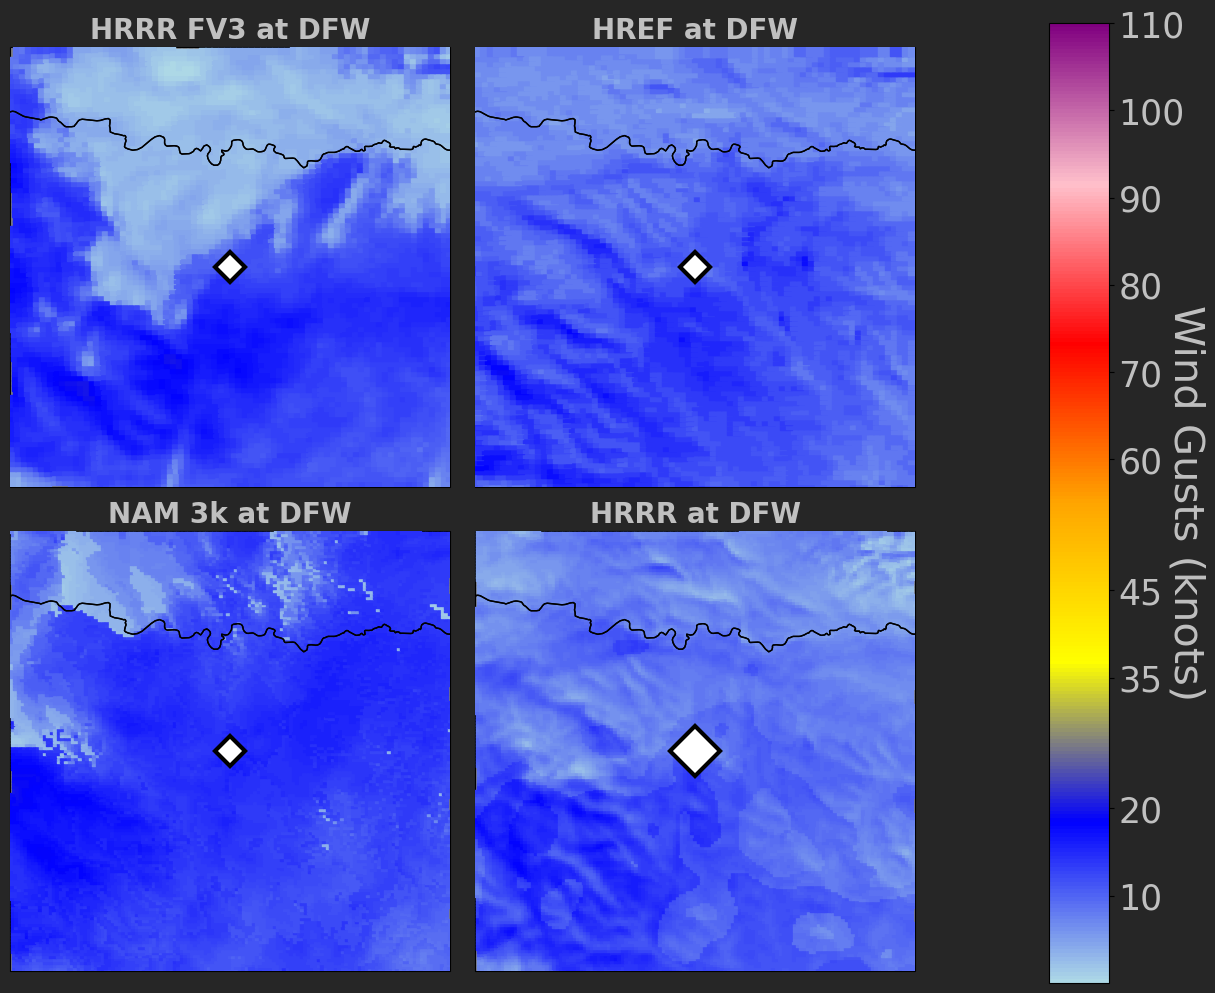 HRRR FV3 at DFW
HREF at DFW
NAM 3k at DFW
HRRR at DFW
110
100
90
80
70
60
45
35
20
10
Wind Gusts (knots)